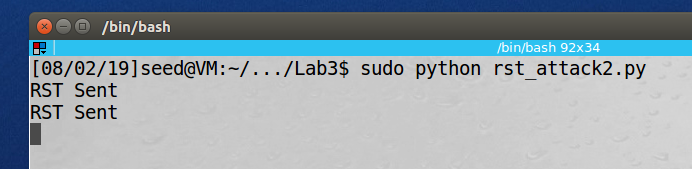 /bin/bash
/bin/bash 92x34
[08/02/19]seed@VM:~/.../Lab3$ sudo python rst_attack2.py
RST Sent
RST Sent